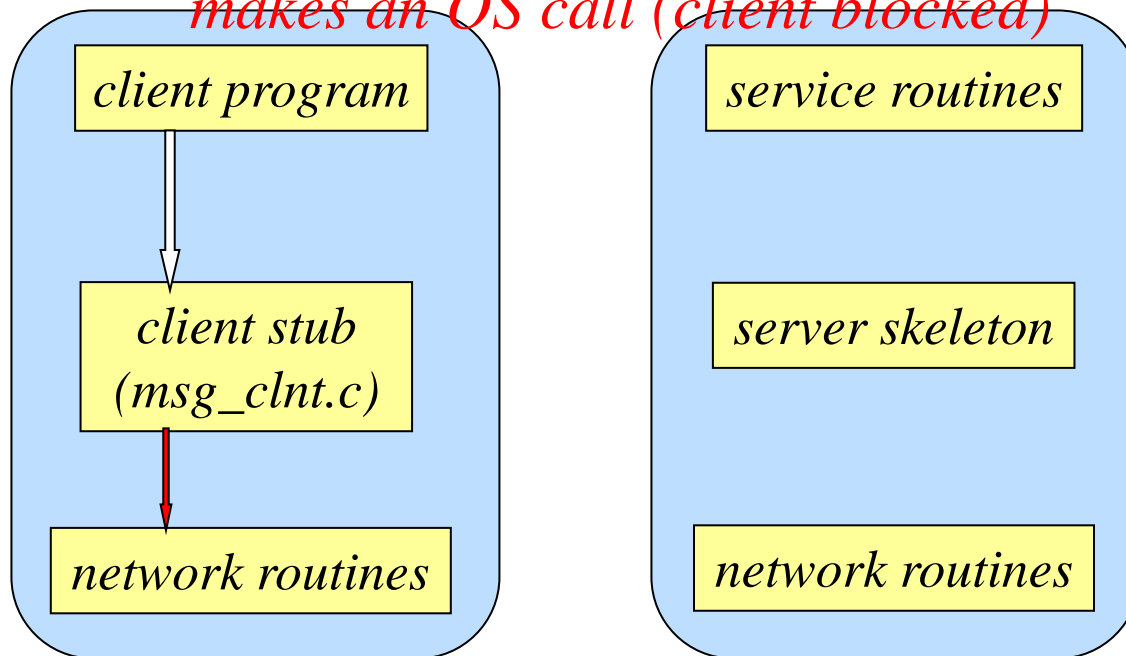 makes an OS call (client blocked)
client program
service routines
client stub
(msg_clnt.c)
server skeleton
network routines
network routines